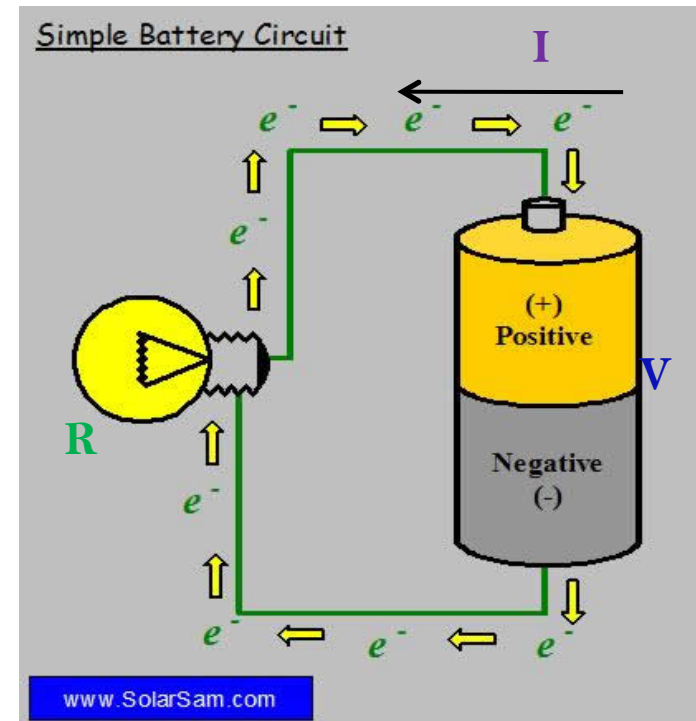 Simple Battery Circuit
I
e⁻ e⁻ e⁻
e⁻
(+)
Positive
V
R
Negative
(-)
e⁻
e⁻ e⁻ e⁻
www.SolarSam.com